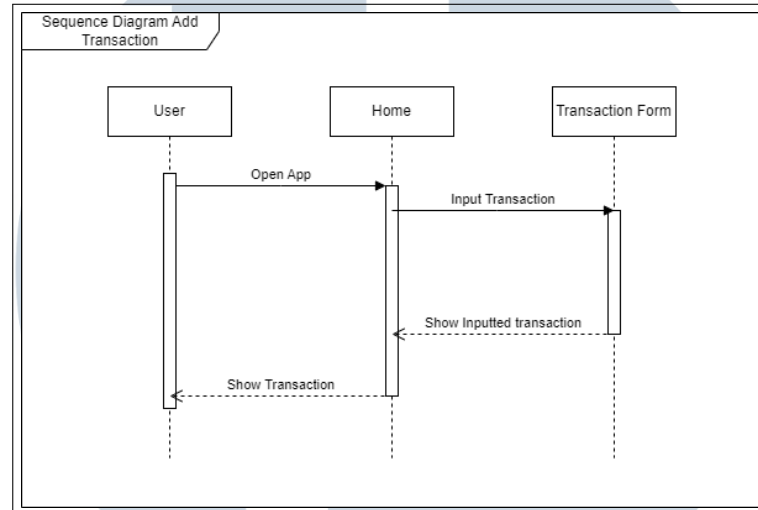 Sequence Diagram Add
Transaction
User
Home
Transaction Form
Open App
Input Transaction
Show Inputted transaction
Show Transaction